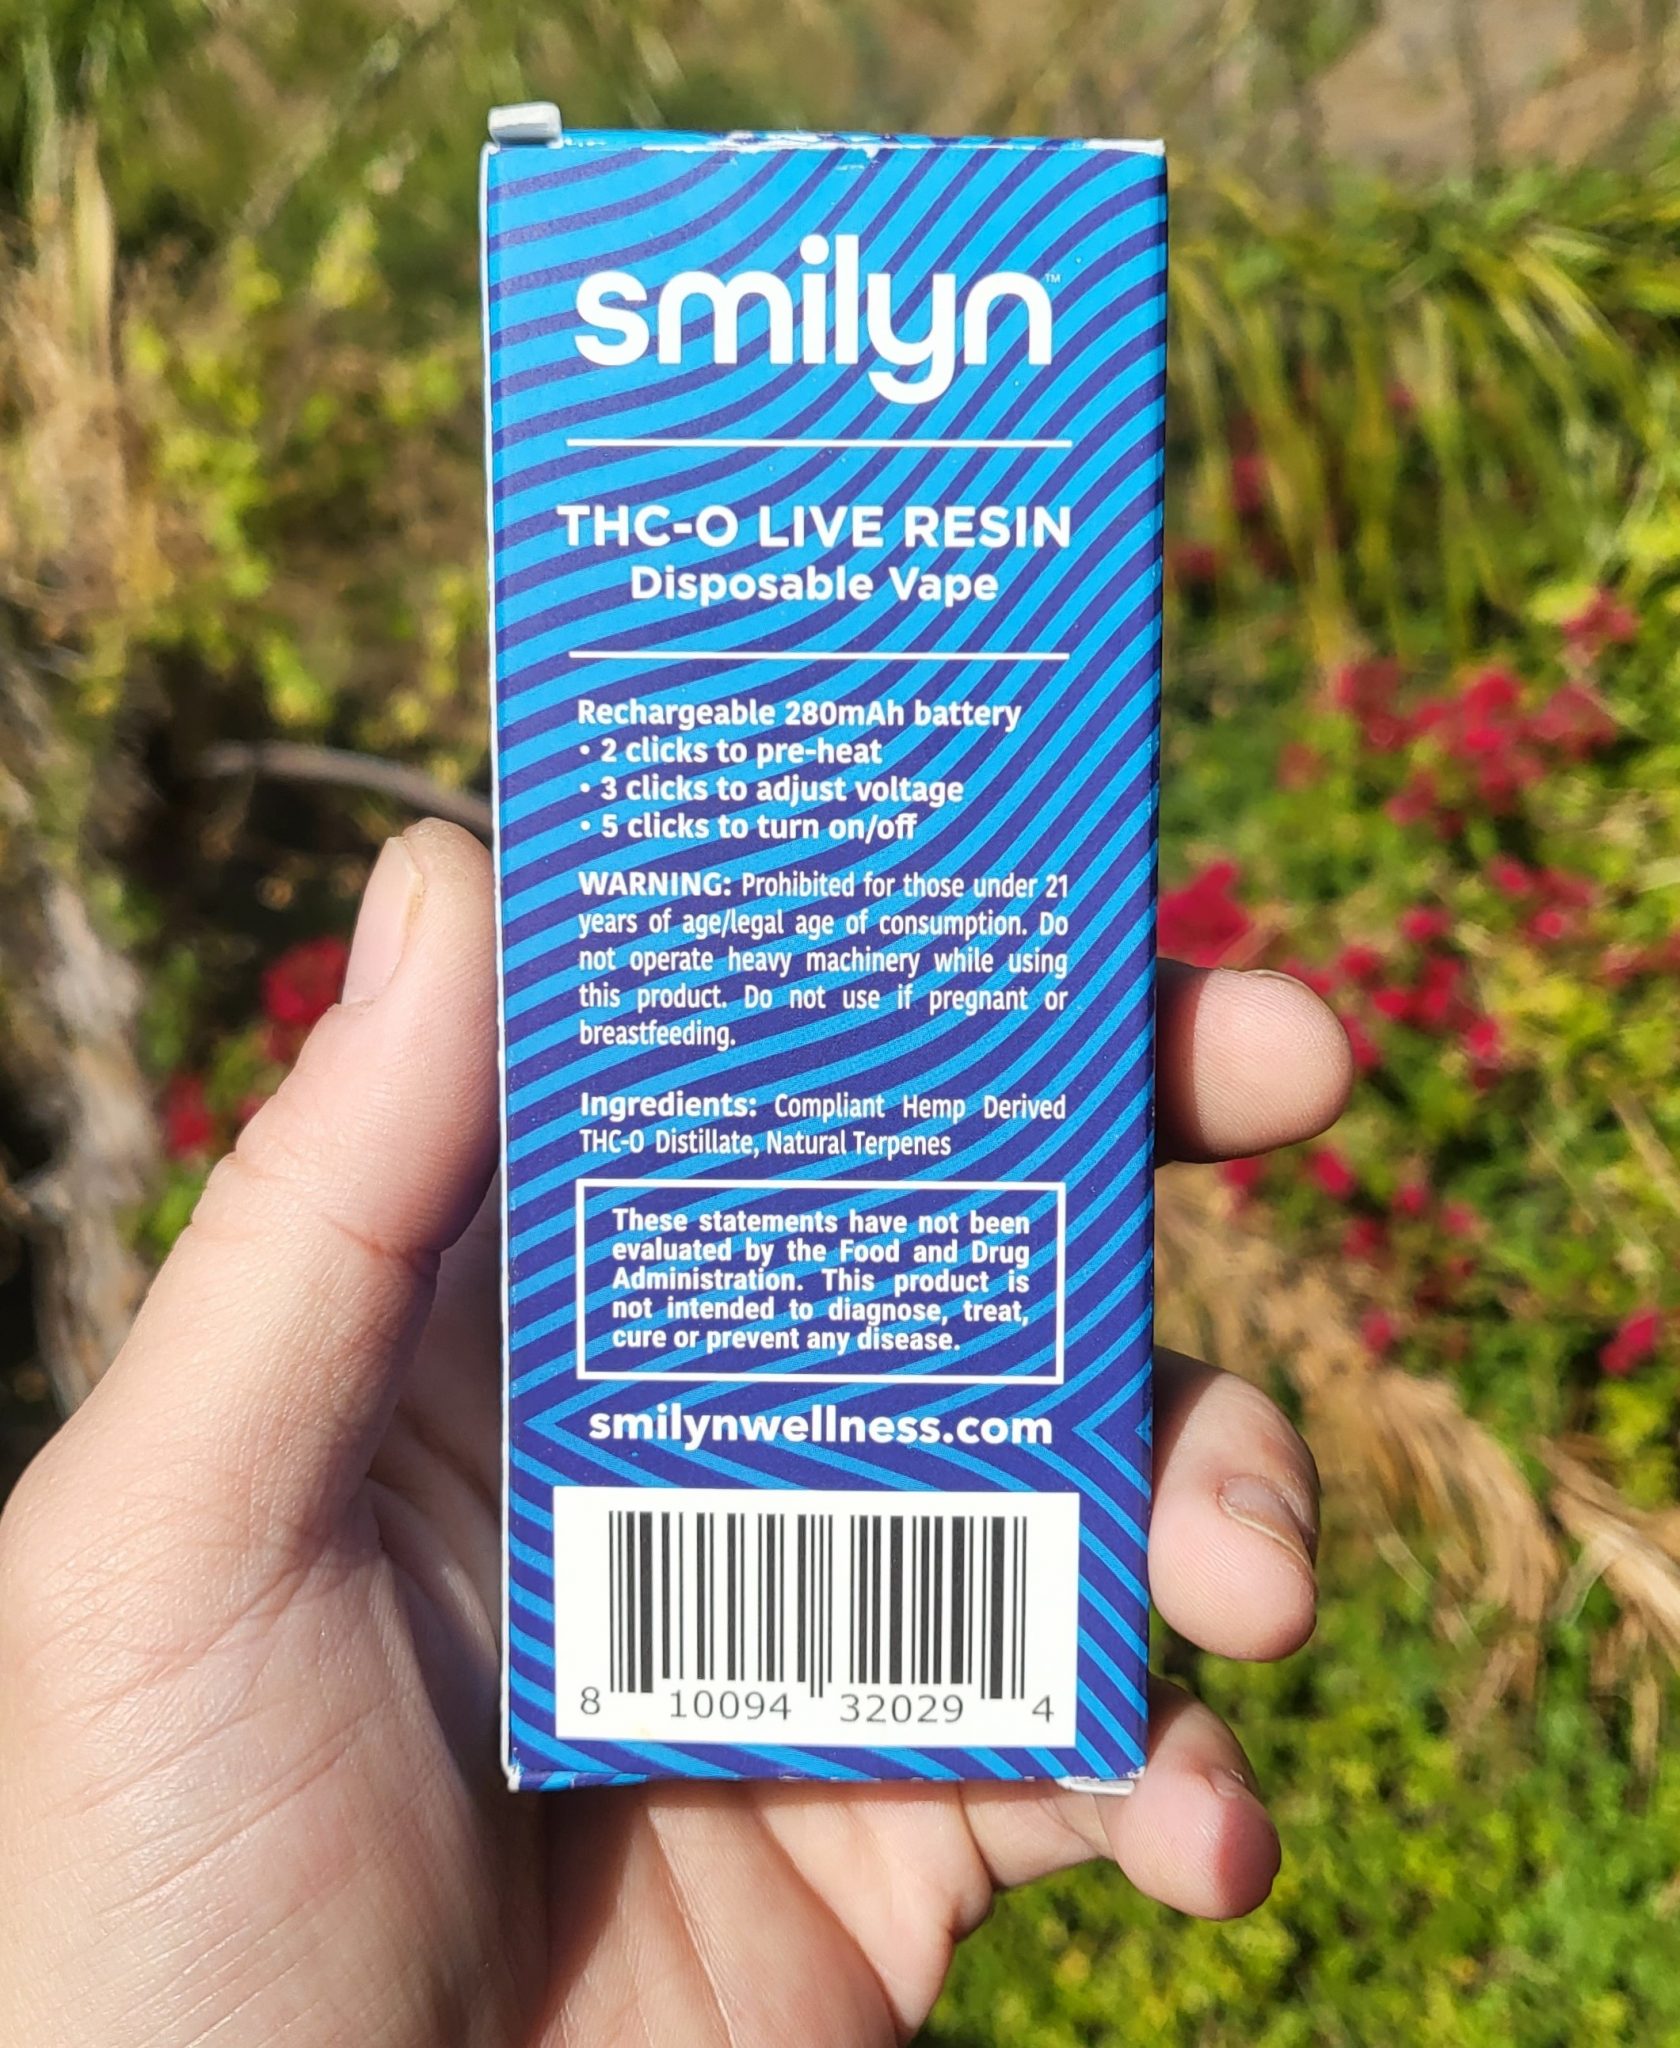 smilyn™
THC-O LIVE RESIN
Disposable Vape
Rechargeable 280mAh battery
• 2 clicks to pre-heat
• 3 clicks to adjust voltage
• 5 clicks to turn on/off
WARNING: Prohibited for those under 21
years of age/legal age of consumption. Do
not operate heavy machinery while using
this product. Do not use if pregnant or
breastfeeding.
Ingredients: Compliant Hemp Derived
THC-O Distillate, Natural Terpenes
These statements have not been
evaluated by the Food and Drug
Administration. This product is
not intended to diagnose, treat,
cure or prevent any disease.
smilynwellness.com
8 10094 32029 4